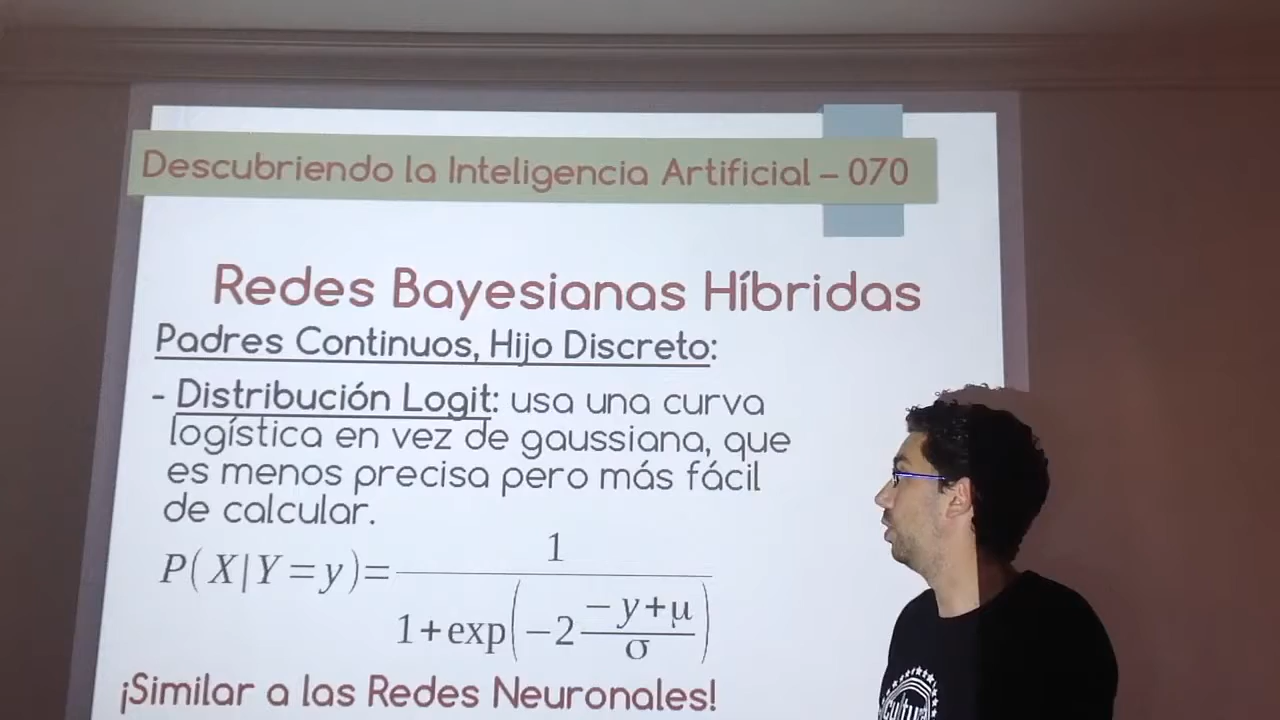 Descubriendo la Inteligencia Artificial – 070
Redes Bayesianas Híbridas
Padres Continuos, Hijo Discreto:
- Distribución Logit: usa una curva
logística en vez de gaussiana, que
es menos precisa pero más fácil
de calcular.
P(X|Y=y)= 1 / (1+exp(−2 (−y+μ)/σ))
¡Similar a las Redes Neuronales!